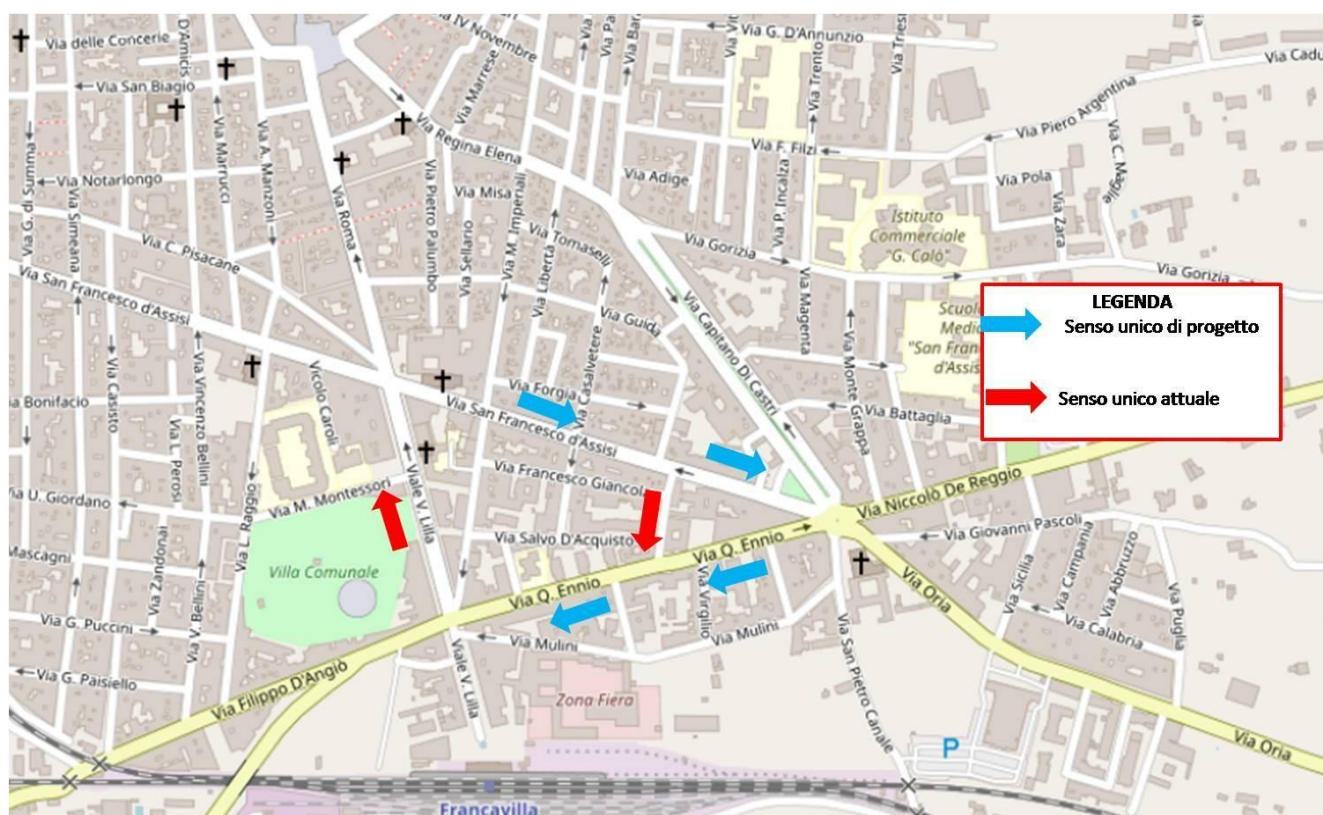 Via IV Novembre
Via G. D'Annunzio
Via delle Concerie
D'Amicis
Via Marrese
Via Trento
Via San Biagio
Via Regina Elena
Via Piero Argentina
Via F. Filzi
Via C. Maglie
Via Notarlongo
Via Marrucci
Via A. Manzoni
Via Roma
Via Pietro Palumbo
Via Misa
Via M. Imperiali
Via Adige
Via P. Incalza
Via Pola
Via Zara
Via G. di Summa
Via Simeana
Via C. Pisacane
Via Sellario
Via Libertà
Via Tomaselli
Via Gorizia
Istituto
Commerciale
"G. Calò"
Via Gorizia
Via San Francesco d'Assisi
Via Casalvetere
Via Guida
Via Capitano Di Castri
Via Magenta
Via Monte Grappa
Scuola
Medi
"San Fran
d'Assis
LEGENDA
Senso unico di progetto
Senso unico attuale
Via Casisto
Via Vincenzo Bellini
Vicolo Caroli
Via Forgia
Via San Francesco d'Assisi
Via Battaglia
Bonifacio
Via L. Perosi
Via Francesco Giancola
Via U. Giordano
Via M. Montessori
Via L. Raggio
Viale V. Lilla
Via Niccolò De Reggio
Mascagni
Via Zandonai
Via Salvo D'Acquisto
Via Q. Ennio
Via Giovanni Pascoli
Villa Comunale
Via Q. Ennio
Via Virgilio
Via Oria
Via Sicilia
Via Campania
Via Abbruzzo
Via Puglia
Via G. Puccini
Via V. Bellini
Via Mulini
Via Mulini
Via Calabria
Via G. Paisiello
Via Filippo D'Angiò
Viale V. Lilla
Zona Fiera
Via San Pietro Canale
P
Via Oria
Francavilla